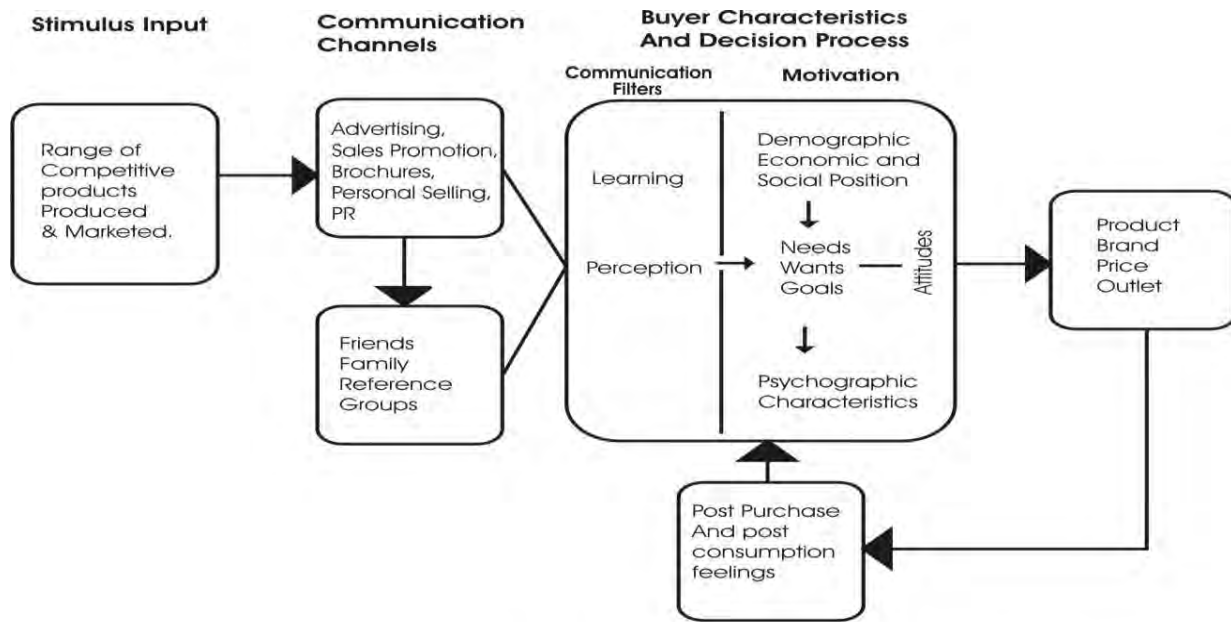 Stimulus Input
Communication
Channels
Buyer Characteristics
And Decision Process
Communication
Filters
Motivation
Range of
Competitive
products
Produced
& Marketed.
Advertising,
Sales Promotion,
Brochures,
Personal Selling,
PR
Friends
Family
Reference
Groups
Learning
Perception
Demographic
Economic and
Social Position
Needs
Wants
Goals
Attitudes
Psychographic
Characteristics
Product
Brand
Price
Outlet
Post Purchase
And post
consumption
feelings